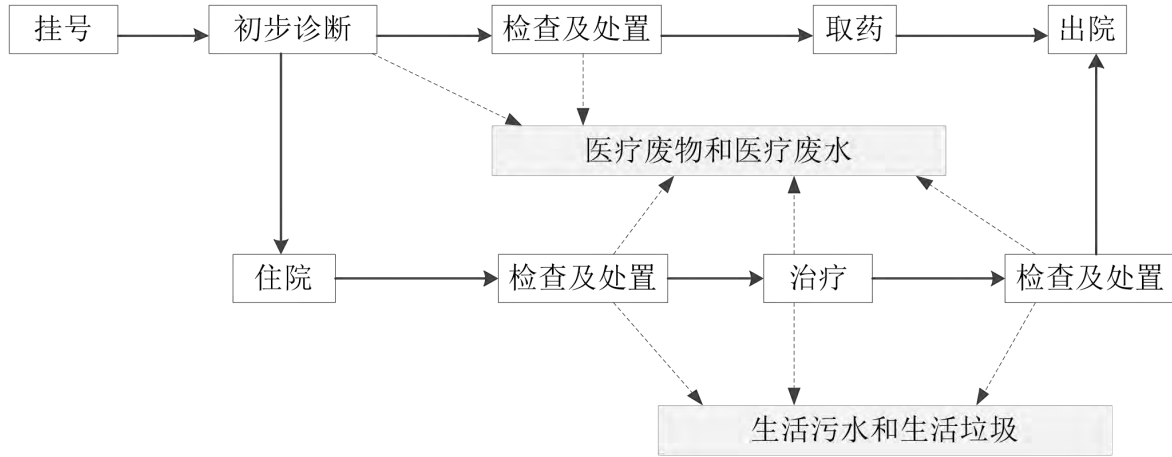 挂号
初步诊断
检查及处置
取药
出院
医疗废物和医疗废水
住院
检查及处置
治疗
检查及处置
生活污水和生活垃圾